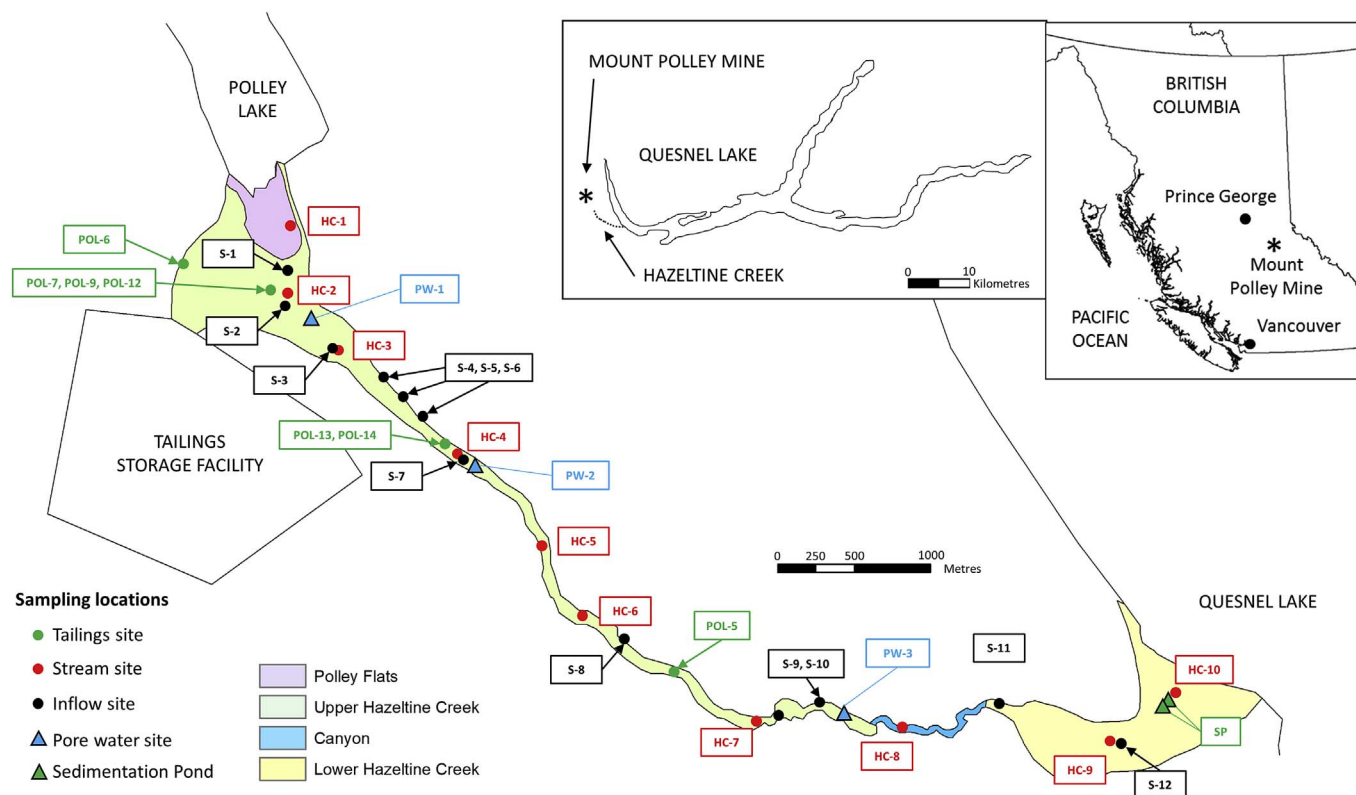 POLLEY
LAKE
HC-1
POL-6
S-1
POL-7, POL-9, POL-12
HC-2
PW-1
S-2
HC-3
S-3
S-4, S-5, S-6
TAILINGS
STORAGE FACILITY
POL-13, POL-14
HC-4
S-7
PW-2
HC-5
HC-6
S-8
POL-5
HC-7
S-9, S-10
PW-3
HC-8
S-11
HC-9
S-12
HC-10
SP
QUESNEL LAKE
0 250 500 1000
Metres
MOUNT POLLEY MINE
*
QUESNEL LAKE
HAZELTINE CREEK
0 10
Kilometres
BRITISH
COLUMBIA
Prince George
*
Mount
Polley Mine
PACIFIC
OCEAN
Vancouver
Sampling locations
Tailings site
Stream site
Inflow site
Pore water site
Sedimentation Pond
Polley Flats
Upper Hazeltine Creek
Canyon
Lower Hazeltine Creek